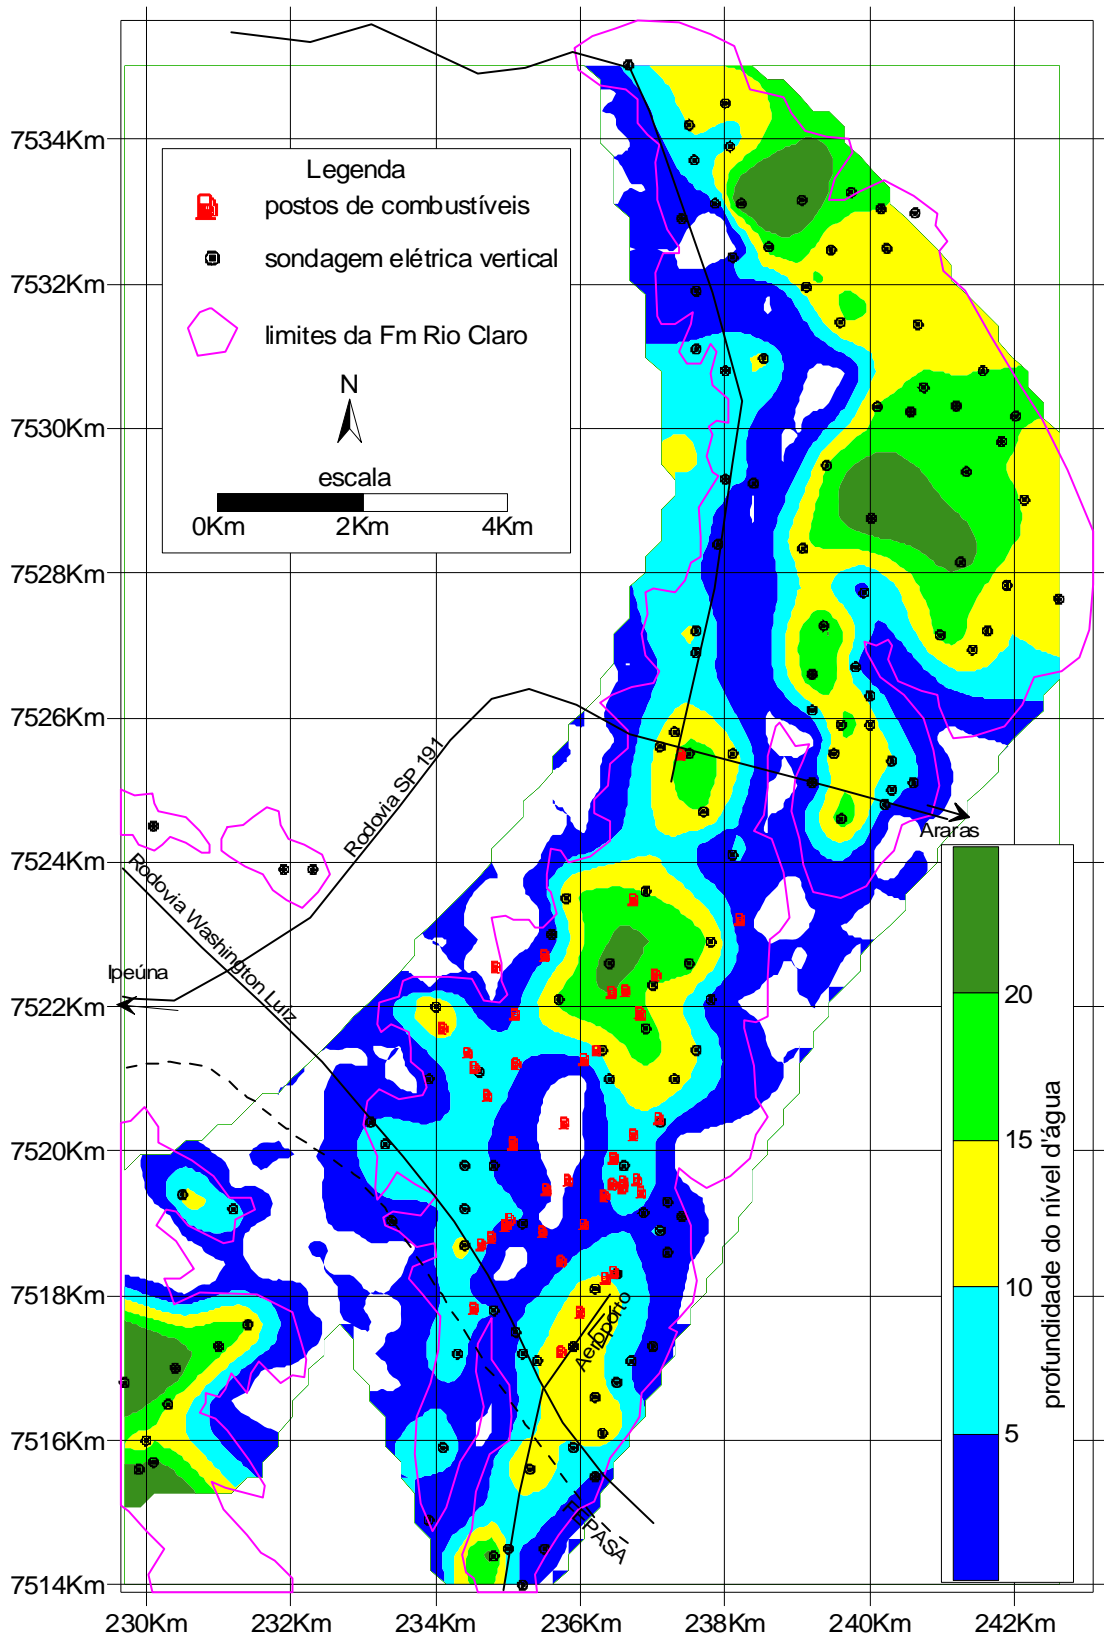 7534Km
7532Km
7530Km
7528Km
7526Km
7524Km
7522Km
7520Km
7518Km
7516Km
7514Km
Legenda
postos de combustíveis
sondagem elétrica vertical
limites da Fm Rio Claro
N
escala
0Km 2Km 4Km
Rodovia SP 191
Rodovia Washington Luiz
Ipeúna
Araras
Aeroporto
profundidade do nível d'água
20
15
10
5
230Km 232Km 234Km 236Km 238Km 240Km 242Km